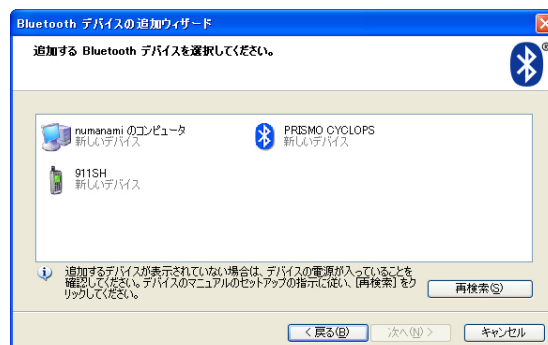 Bluetooth デバイスの追加ウィザード
追加する Bluetooth デバイスを選択してください。
numanami のコンピュータ
新しいデバイス
PRISMO CYCLOPS
新しいデバイス
911SH
新しいデバイス
追加するデバイスが表示されていない場合は、デバイスの電源が入っていることを
確認してください。デバイスのマニュアルのセットアップの指示に従い、[再検索] をク
リックしてください。
再検索(S)
< 戻る(B)
次へ(N) >
キャンセル